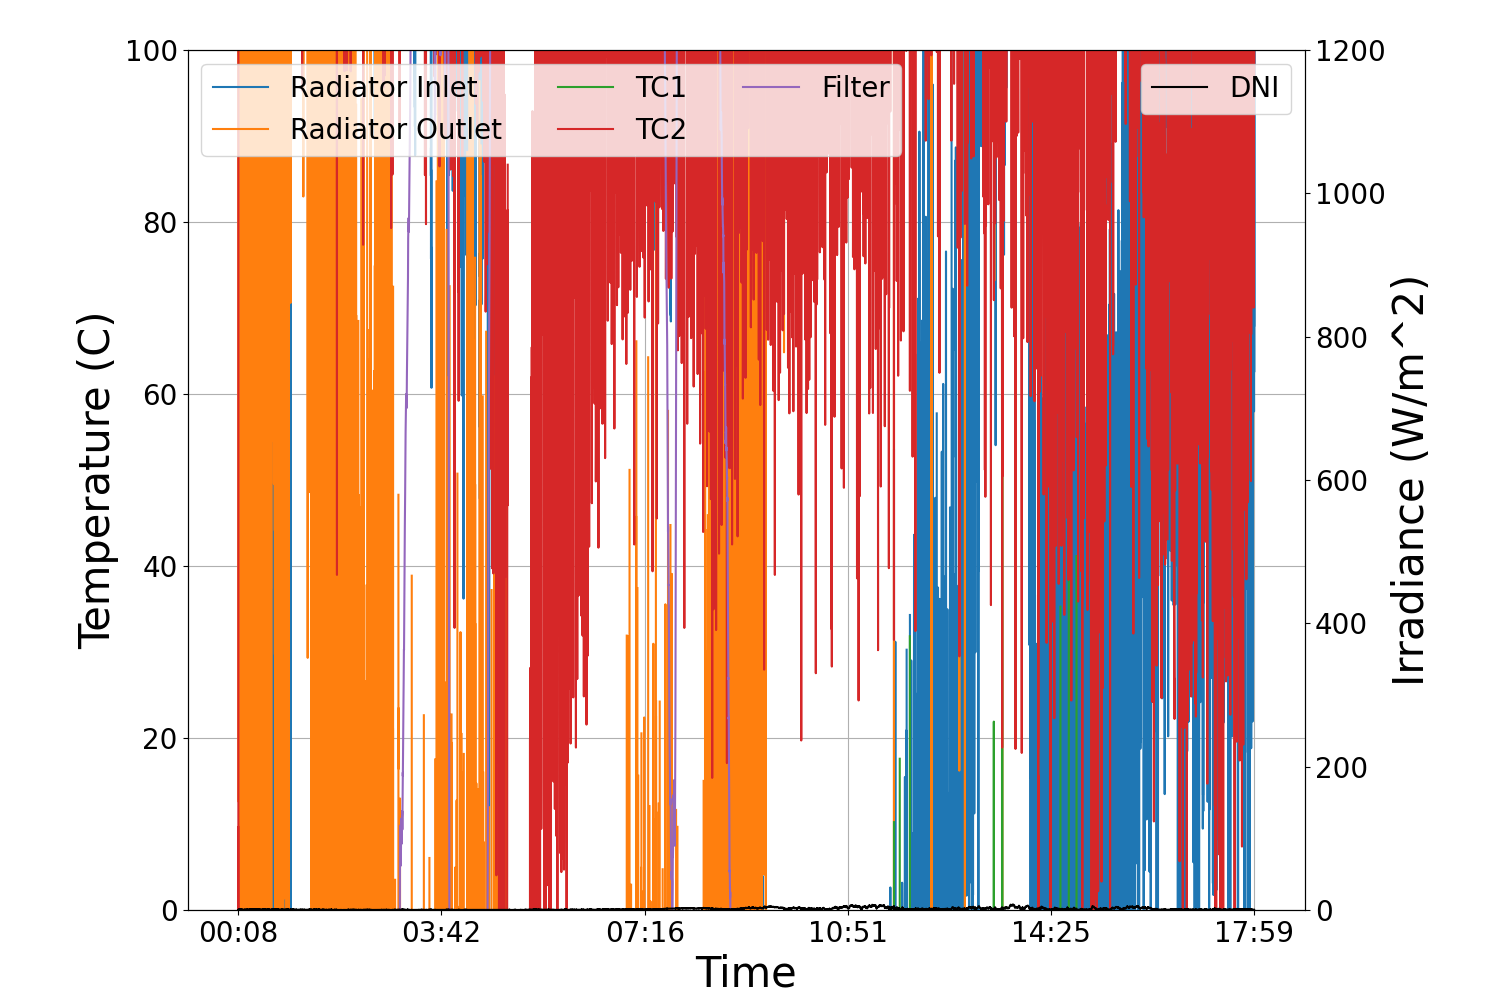 100
80
60
40
20
0
Temperature (C)
Radiator Inlet
Radiator Outlet
TC1
TC2
Filter
DNI
1200
1000
800
600
400
200
0
Irradiance (W/m^2)
00:08 03:42 07:16 10:51 14:25 17:59
Time